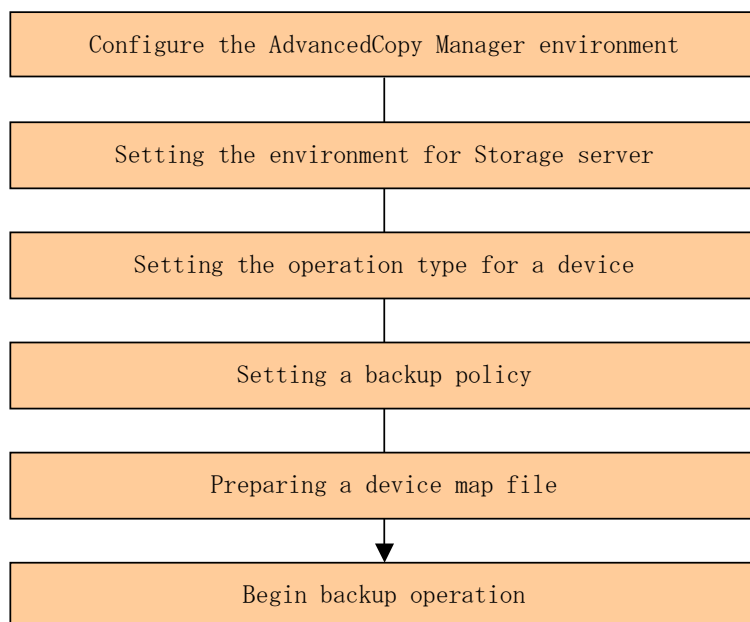 Configure the AdvancedCopy Manager environment
Setting the environment for Storage server
Setting the operation type for a device
Setting a backup policy
Preparing a device map file
Begin backup operation